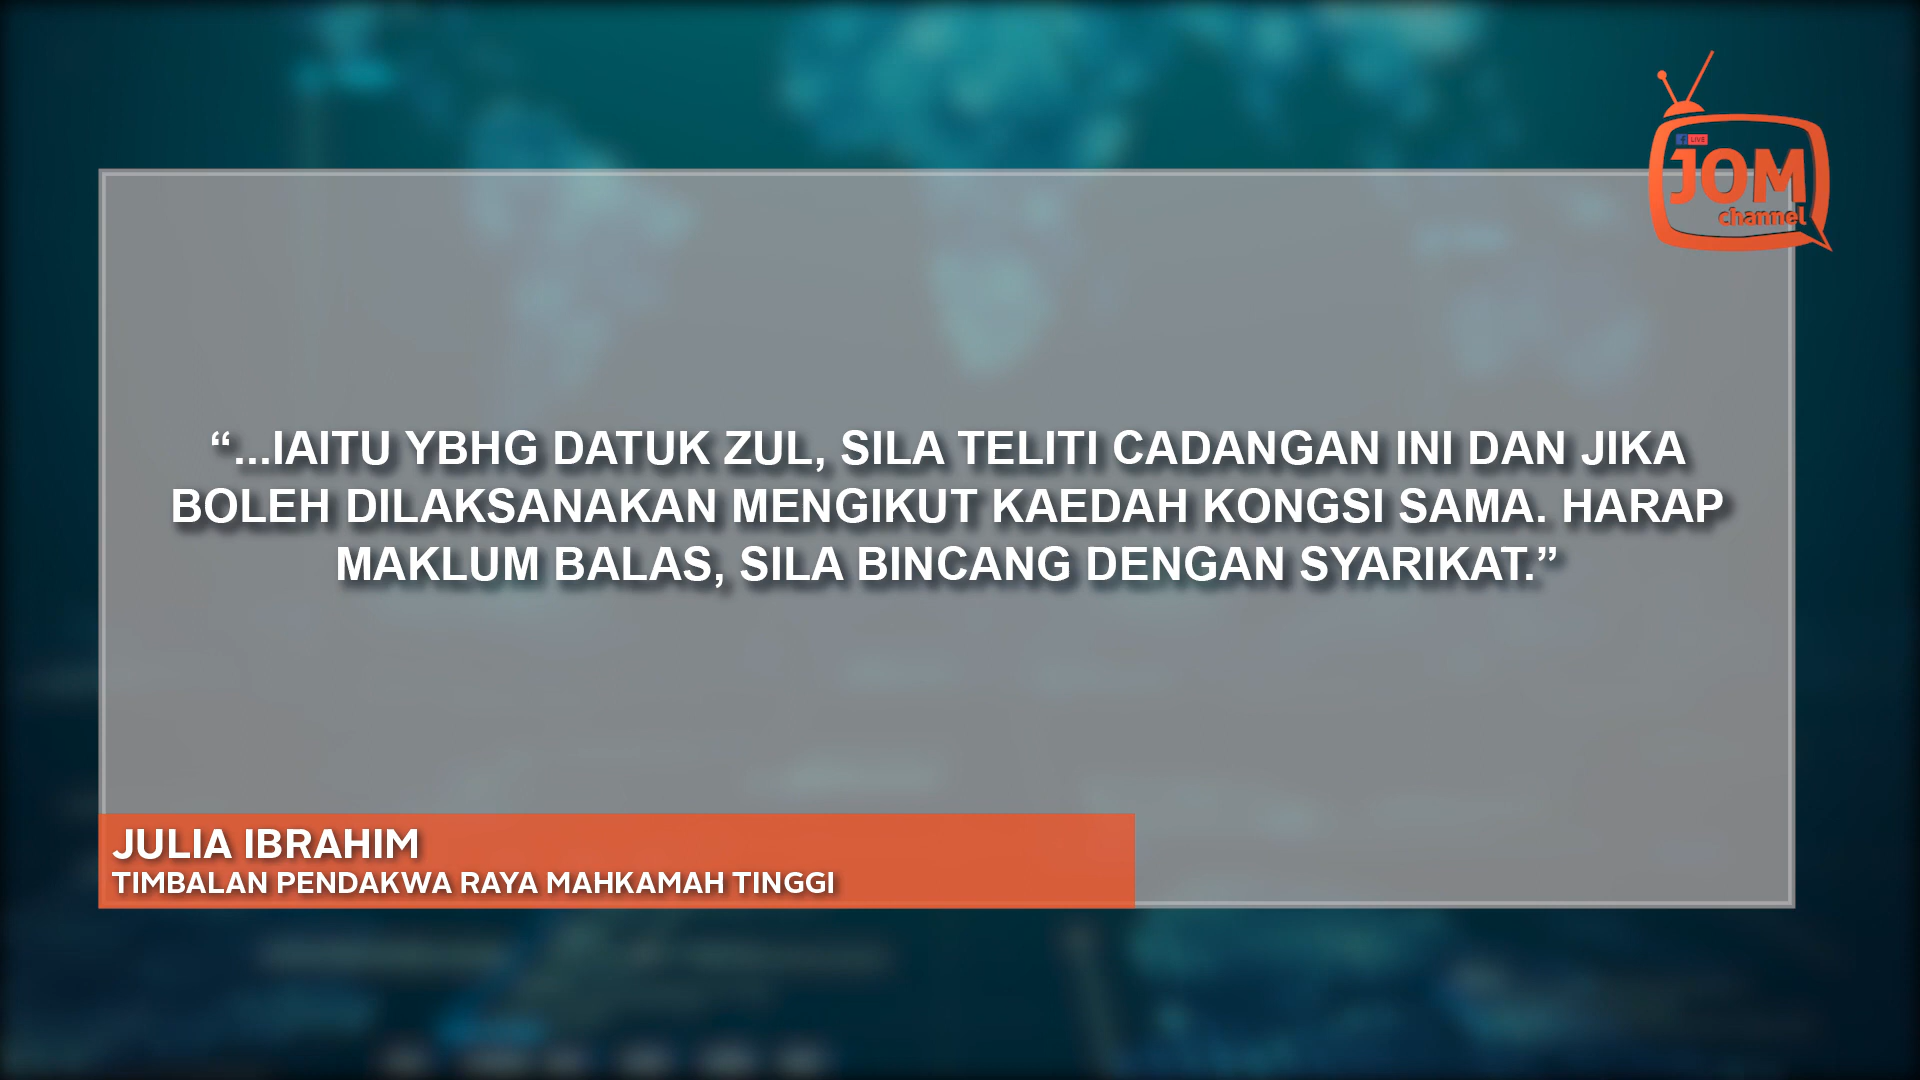 LIVE
JOM
channel
“...IAITU YBHG DATUK ZUL, SILA TELITI CADANGAN INI DAN JIKA
BOLEH DILAKSANAKAN MENGIKUT KAEDAH KONGSI SAMA. HARAP
MAKLUM BALAS, SILA BINCANG DENGAN SYARIKAT.”
JULIA IBRAHIM
TIMBALAN PENDAKWA RAYA MAHKAMAH TINGGI